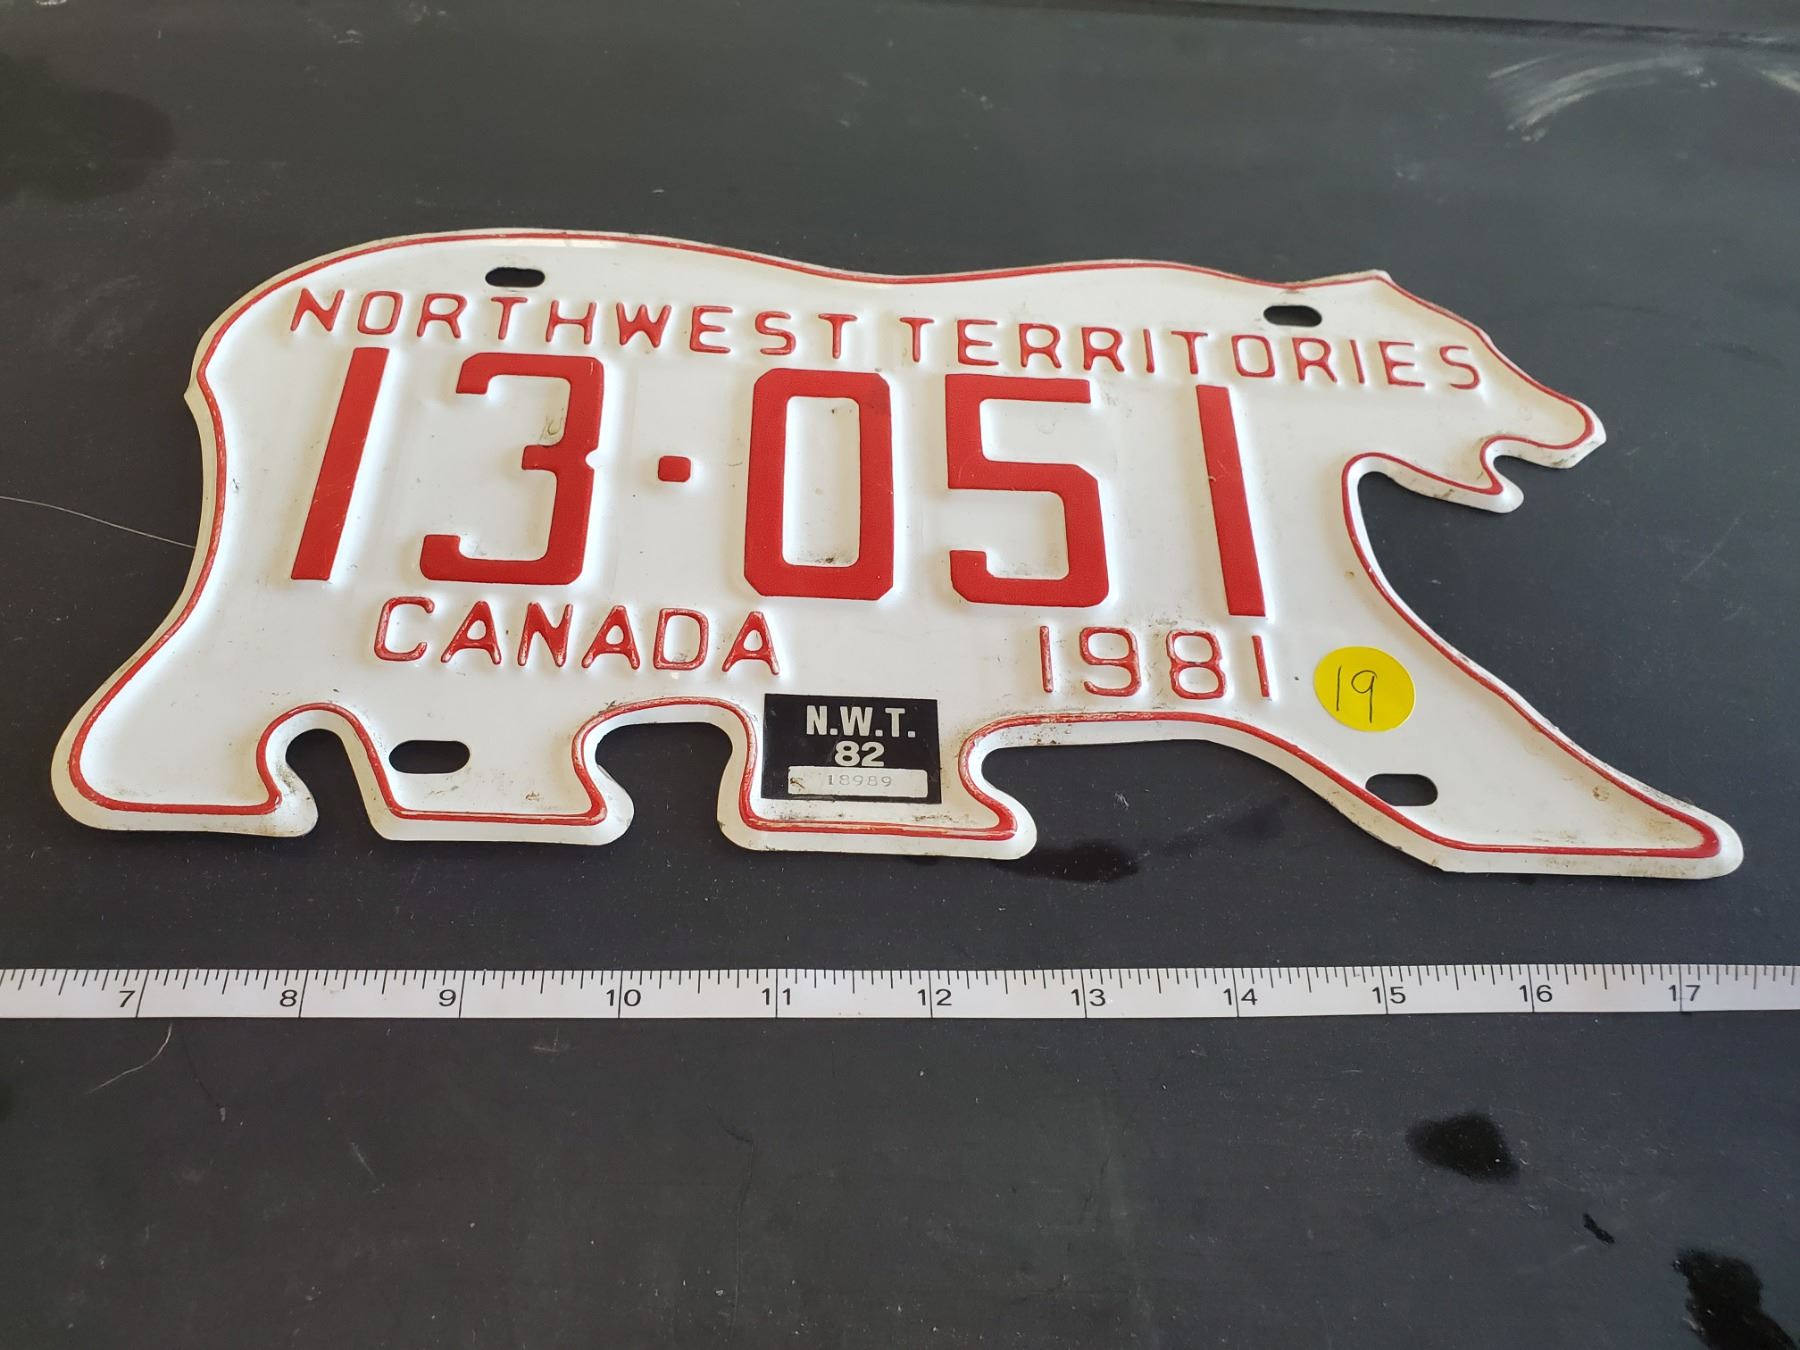 NORTHWEST TERRITORIES
13·051
CANADA 1981
19
N.W.T.
82
18989
7 8 9 10 11 12 13 14 15 16 17